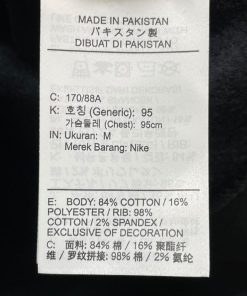 MADE IN PAKISTAN
パキスタン製
DIBUAT DI PAKISTAN
C: 170/88A
K: 호칭 (Generic): 95
가슴둘레 (Chest): 95cm
IN: Ukuran: M
Merek Barang: Nike
E: BODY: 84% COTTON / 16%
POLYESTER / RIB: 98%
COTTON / 2% SPANDEX /
EXCLUSIVE OF DECORATION
C: 面料: 84% 棉 / 16% 聚酯纤
维 / 罗纹拼接: 98% 棉 / 2% 氨纶